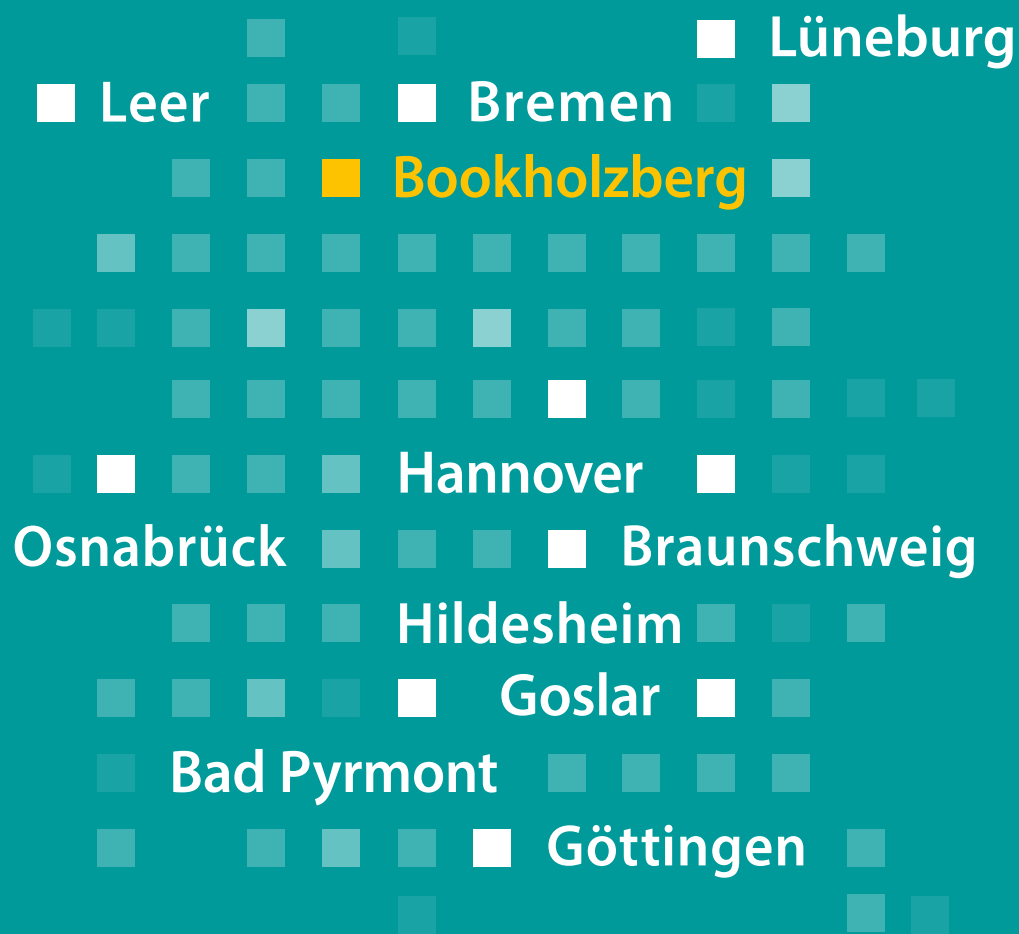 Lüneburg
Leer
Bremen
Bookholzberg
Hannover
Osnabrück
Braunschweig
Hildesheim
Goslar
Bad Pyrmont
Göttingen